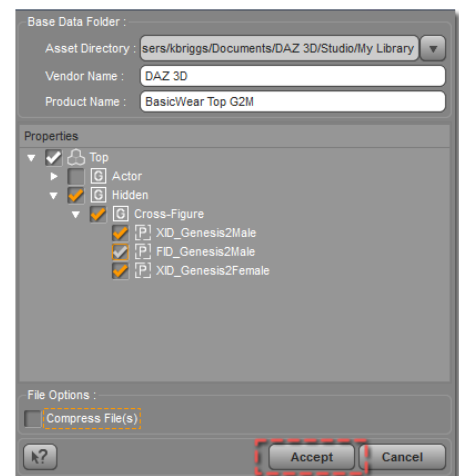 Base Data Folder :
Asset Directory : sers/kbriggs/Documents/DAZ 3D/Studio/My Library
Vendor Name : DAZ 3D
Product Name : BasicWear Top G2M
Properties
Top
G Actor
G Hidden
G Cross-Figure
[P] XID_Genesis2Male
[P] FID_Genesis2Male
[P] XID_Genesis2Female
File Options :
Compress File(s)
? Accept Cancel